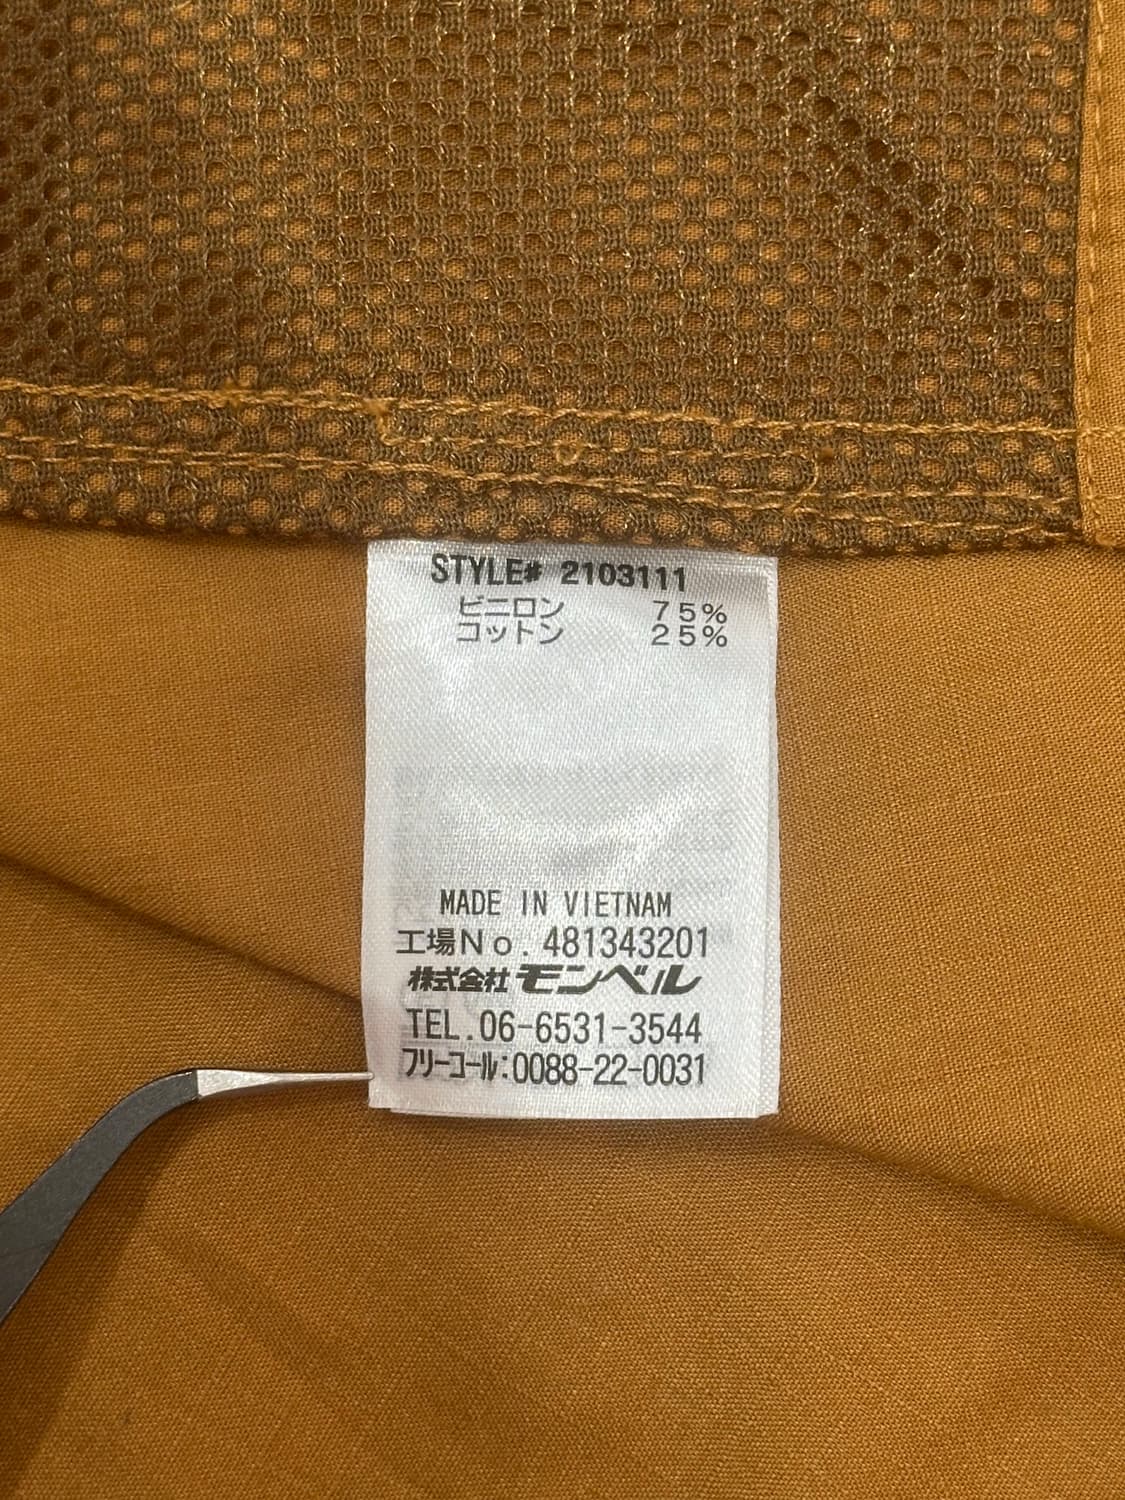 STYLE# 2103111
ビニロン 75%
コットン 25%
MADE IN VIETNAM
工場No.481343201
株式会社モンベル
TEL.06-6531-3544
フリーコール:0088-22-0031